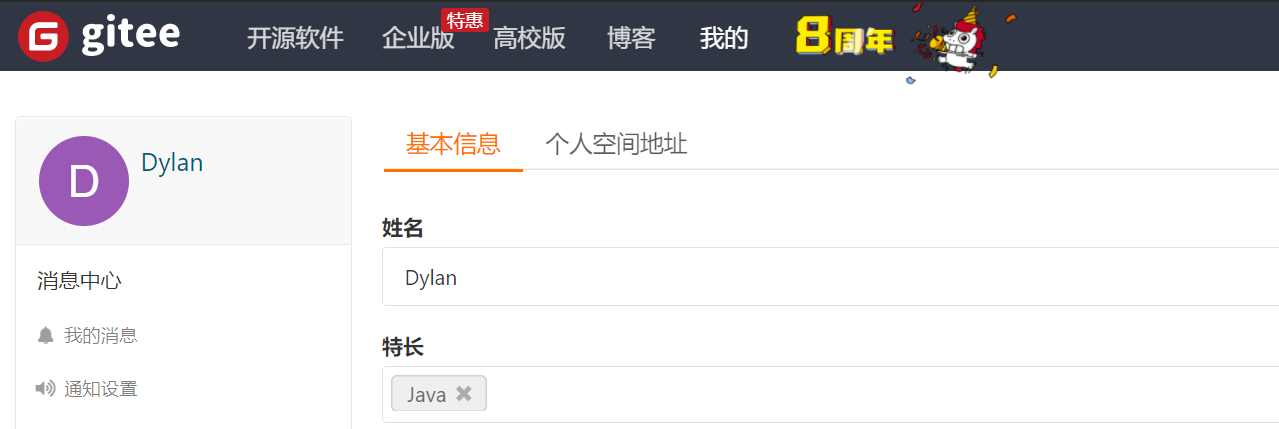 G gitee 开源软件 企业版 特惠 高校版 博客 我的 8周年
D Dylan
基本信息 个人空间地址
姓名
Dylan
消息中心
我的消息
特长
Java
通知设置